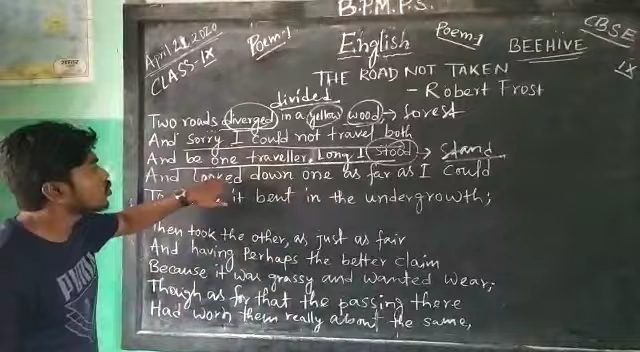 B.P.M.P.S.
April 21 2020
CLASS-IX
Poem-1
English
Poem-1
BEEHIVE
CBSE
IX
THE ROAD NOT TAKEN
- Robert Frost
divided
Two roads diverged in a yellow wood → forest
And sorry I could not travel both
And be one traveller, Long I stood → Stand
And Looked down one as far as I Could
it bent in the undergrowth;
Then took the other, as just as fair
And having Perhaps the better claim
Because it was grassy and wanted wear;
Though as for that the passing there
Had worn them really about the same,